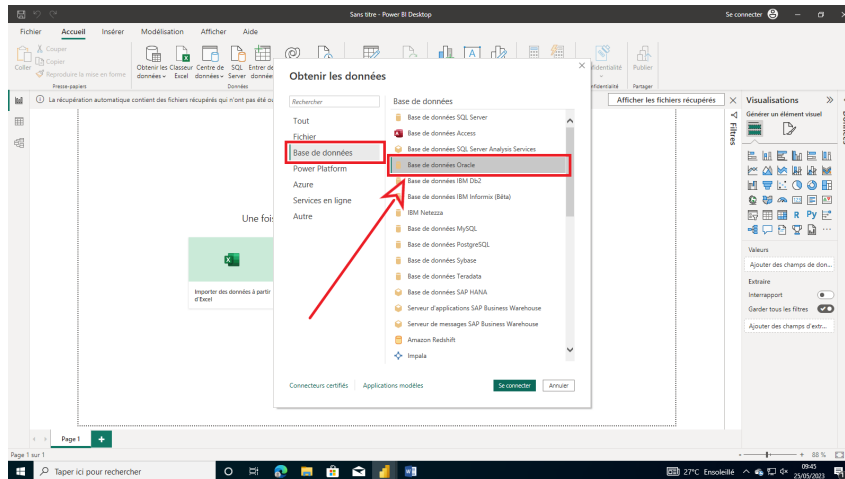 Sans titre - Power BI Desktop
Se connecter
Fichier Accueil Insérer Modélisation Afficher Aide
Coller
Couper
Copier
Reproduire la mise en forme
Presse-papiers
Obtenir les données
Classeur Excel
Centre de données
SQL Server
Entrer de données
Données
Publier
Partager
La récupération automatique contient des fichiers récupérés qui n'ont pas été ou
Afficher les fichiers récupérés
Obtenir les données
Rechercher
Tout
Fichier
Base de données
Power Platform
Azure
Services en ligne
Autre
Base de données
Base de données SQL Server
Base de données Access
Base de données SQL Server Analysis Services
Base de données Oracle
Base de données IBM Db2
Base de données IBM Informix (Bêta)
IBM Netezza
Base de données MySQL
Base de données PostgreSQL
Base de données Sybase
Base de données Teradata
Base de données SAP HANA
Serveur d'applications SAP Business Warehouse
Serveur de messages SAP Business Warehouse
Amazon Redshift
Impala
Connecteurs certifiés
Applications modèles
Se connecter
Annuler
Une fois
Importer des données à partir
d'Excel
Filtres
Visualisations
Générer un élément visuel
R Py
Valeurs
Ajouter des champs de don...
Extraire
Interrapport
Garder tous les filtres
Ajouter des champs d'extr...
Page 1
Page 1 sur 1
88 %
Taper ici pour rechercher
27°C Ensoleillé
09:45
25/05/2023